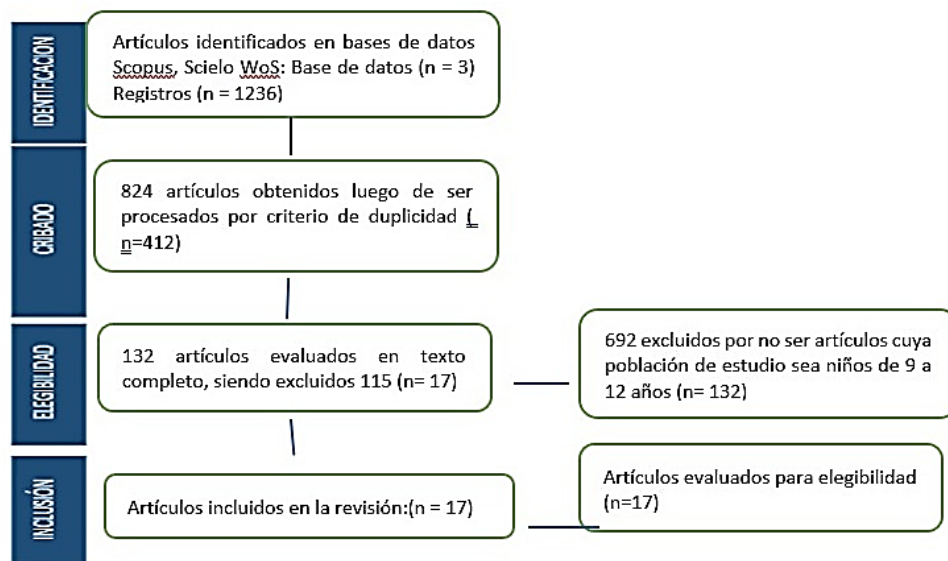 IDENTIFICACION
Artículos identificados en bases de datos
Scopus, Scielo WoS: Base de datos (n = 3)
Registros (n = 1236)
CRIBADO
824 artículos obtenidos luego de ser
procesados por criterio de duplicidad (
n=412)
ELEGIBILIDAD
132 artículos evaluados en texto
completo, siendo excluidos 115 (n= 17)
692 excluidos por no ser artículos cuya
población de estudio sea niños de 9 a
12 años (n= 132)
INCLUSIÓN
Artículos incluidos en la revisión:(n = 17)
Artículos evaluados para elegibilidad
(n=17)